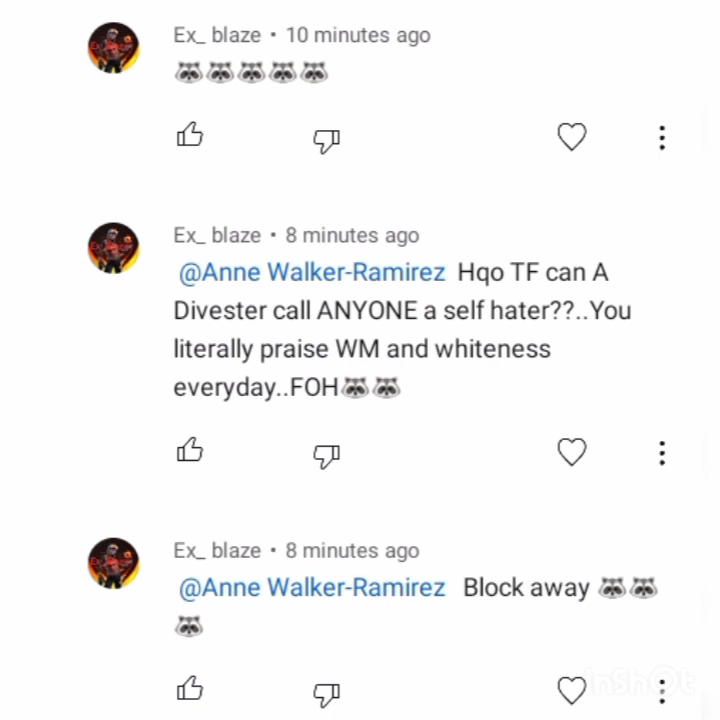 Ex_ blaze • 10 minutes ago
🦝🦝🦝🦝🦝
Ex_ blaze • 8 minutes ago
@Anne Walker-Ramirez Hqo TF can A
Divester call ANYONE a self hater??..You
literally praise WM and whiteness
everyday..FOH🦝🦝
Ex_ blaze • 8 minutes ago
@Anne Walker-Ramirez Block away 🦝🦝
🦝
InShOt